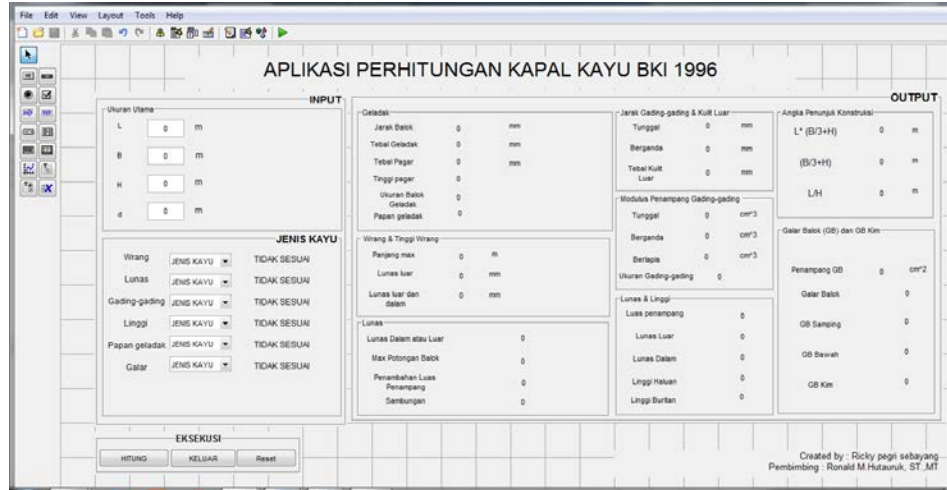 File Edit View Layout Tools Help
APLIKASI PERHITUNGAN KAPAL KAYU BKI 1996
INPUT
Ukuran Utama
L 0 m
B 0 m
H 0 m
d 0 m
JENIS KAYU
Wrang JENIS KAYU TIDAK SESUAI
Lunas JENIS KAYU TIDAK SESUAI
Gading-gading JENIS KAYU TIDAK SESUAI
Linggi JENIS KAYU TIDAK SESUAI
Papan geladak JENIS KAYU TIDAK SESUAI
Galar JENIS KAYU TIDAK SESUAI
EKSEKUSI
HITUNG KELUAR Reset
OUTPUT
Geladak
Jarak Balok 0 mm
Tebal Geladak 0 mm
Tebal Pagar 0 mm
Tinggi pagar 0
Ukuran Balok
Geladak 0
Papan geladak 0
Wrang & Tinggi Wrang
Panjang max 0 m
Lunas luar 0 mm
Lunas luar dan
dalam 0 mm
Lunas
Lunas Dalam atau Luar 0
Max Potongan Balok 0
Penambahan Luas
Penampang 0
Sambungan 0
Jarak Gading-gading & Kulit Luar
Tunggal 0 mm
Berganda 0 mm
Tebal Kulit
Luar 0 mm
Modulus Penampang Gading-gading
Tunggal 0 cm^3
Berganda 0 cm^3
Berlapis 0 cm^3
Ukuran Gading-gading 0
Lunas & Linggi
Luas penampang 0
Lunas Luar 0
Lunas Dalam 0
Linggi Haluan 0
Linggi Buritan 0
Angka Penunjuk Konstruksi
L* (B/3+H) 0 m
(B/3+H) 0 m
L/H 0 m
Galar Balok (GB) dan GB Kim
Penampang GB 0 cm^2
Galar Balok 0
GB Samping 0
GB Bawah 0
GB Kim 0
Created by : Ricky pegri sebayang
Pembimbing : Ronald M.Hutauruk, ST.,MT